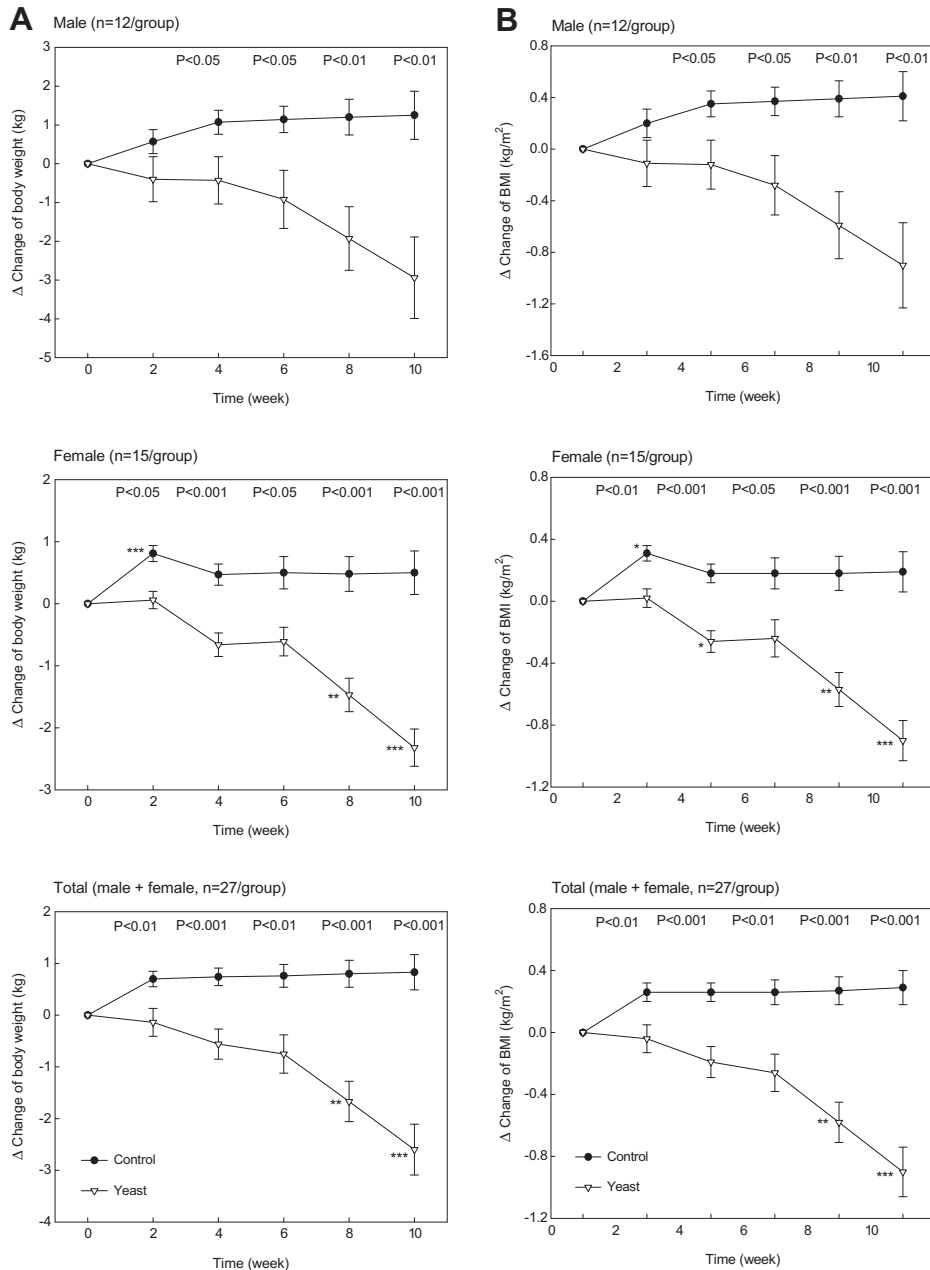 A
Male (n=12/group)
P<0.05 P<0.05 P<0.01 P<0.01
3
2
1
0
-1
-2
-3
-4
-5
Δ Change of body weight (kg)
0 2 4 6 8 10
Time (week)
Female (n=15/group)
P<0.05 P<0.001 P<0.05 P<0.001 P<0.001
2
1
0
-1
-2
-3
***
**
***
Δ Change of body weight (kg)
0 2 4 6 8 10
Time (week)
Total (male + female, n=27/group)
P<0.01 P<0.001 P<0.01 P<0.001 P<0.001
2
1
0
-1
-2
-3
-4
**
***
Δ Change of body weight (kg)
Control
Yeast
0 2 4 6 8 10
Time (week)
B
Male (n=12/group)
P<0.05 P<0.05 P<0.01 P<0.01
0.8
0.4
0.0
-0.4
-0.8
-1.2
-1.6
Δ Change of BMI (kg/m²)
0 2 4 6 8 10
Time (week)
Female (n=15/group)
P<0.01 P<0.001 P<0.05 P<0.001 P<0.001
0.8
0.4
0.0
-0.4
-0.8
-1.2
*
*
**
***
Δ Change of BMI (kg/m²)
0 2 4 6 8 10
Time (week)
Total (male + female, n=27/group)
P<0.01 P<0.001 P<0.01 P<0.001 P<0.001
0.8
0.4
0.0
-0.4
-0.8
-1.2
**
***
Δ Change of BMI (kg/m²)
Control
Yeast
0 2 4 6 8 10
Time (week)